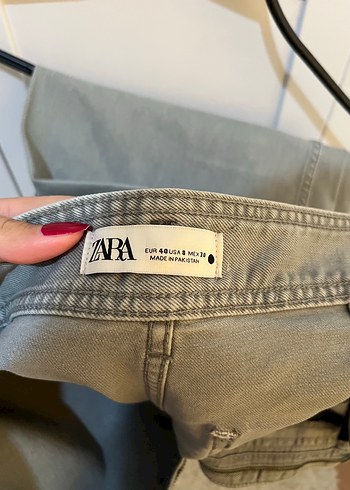 ZARA
EUR 40 USA 8 MEX 30
MADE IN PAKISTAN